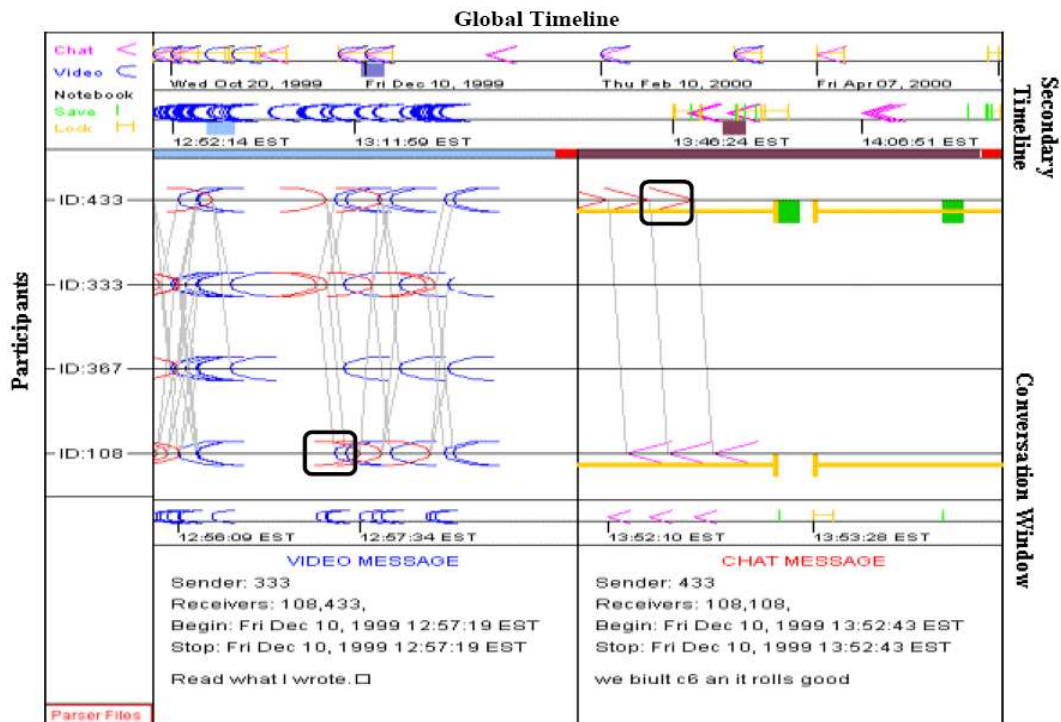 Global Timeline
Chat
Video
Notebook
Save
Lock
Wed Oct 20, 1999
Fri Dec 10, 1999
Thu Feb 10, 2000
Fri Apr 07, 2000
12:52:14 EST
13:11:59 EST
13:46:24 EST
14:06:51 EST
Secondary
Timeline
Participants
ID:433
ID:333
ID:367
ID:108
Conversation Window
12:56:09 EST
12:57:34 EST
13:52:10 EST
13:53:28 EST
VIDEO MESSAGE
Sender: 333
Receivers: 108,433,
Begin: Fri Dec 10, 1999 12:57:19 EST
Stop: Fri Dec 10, 1999 12:57:19 EST
Read what I wrote.□
CHAT MESSAGE
Sender: 433
Receivers: 108,108,
Begin: Fri Dec 10, 1999 13:52:43 EST
Stop: Fri Dec 10, 1999 13:52:43 EST
we biult c6 an it rolls good
Parser Files